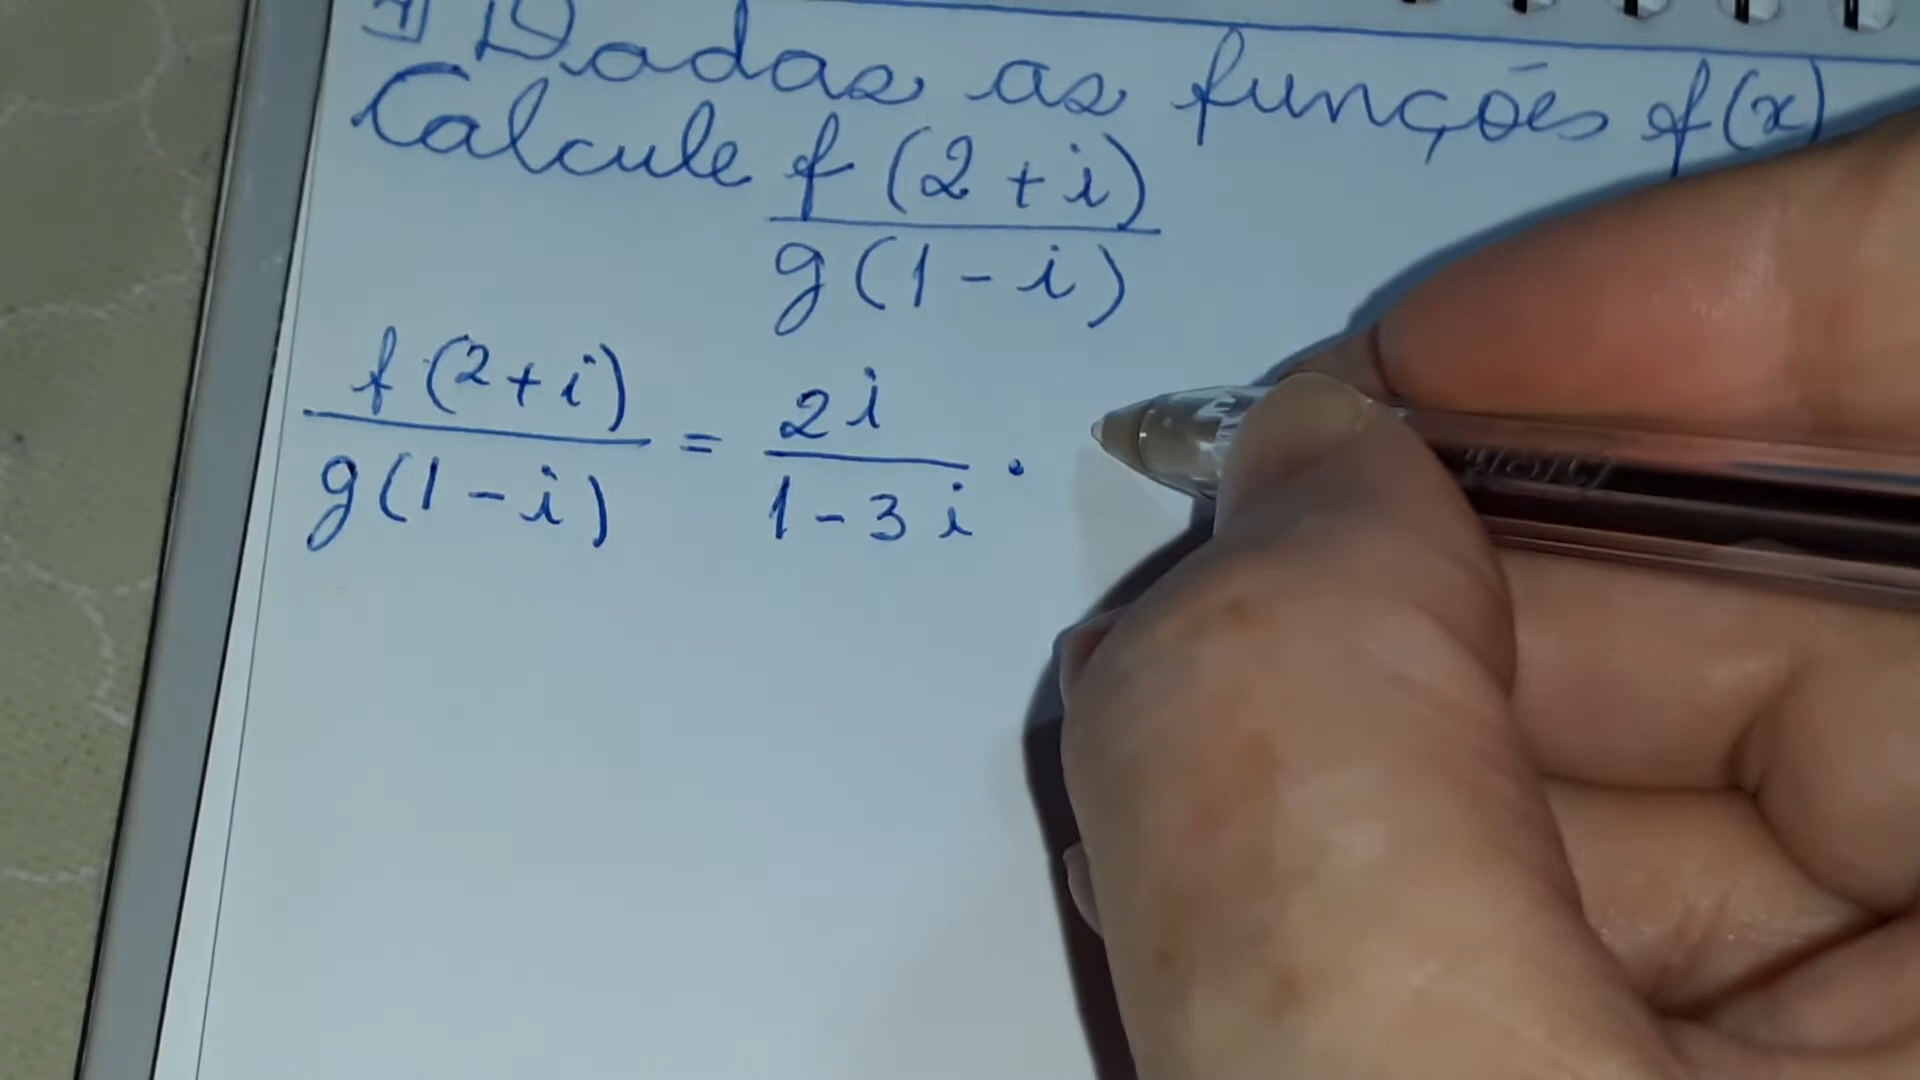 1) Dadas as funções f(x)
Calcule f(2+i)
g(1-i)
f(2+i) = 2i .
g(1-i) 1-3i